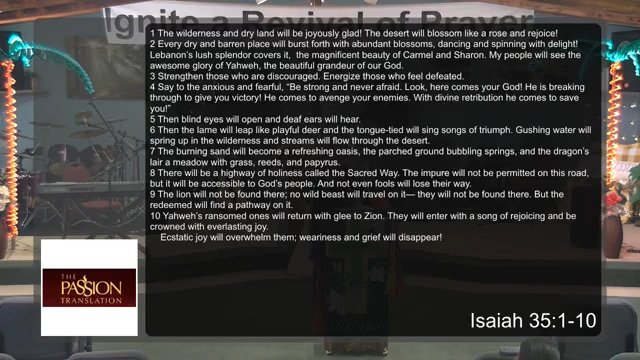 Ignite a Revival of Prayer
1 The wilderness and dry land will be joyously glad! The desert will blossom like a rose and rejoice!
2 Every dry and barren place will burst forth with abundant blossoms, dancing and spinning with delight!
Lebanon’s lush splendor covers it, the magnificent beauty of Carmel and Sharon. My people will see the
awesome glory of Yahweh, the beautiful grandeur of our God.
3 Strengthen those who are discouraged. Energize those who feel defeated.
4 Say to the anxious and fearful, “Be strong and never afraid. Look, here comes your God! He is breaking
through to give you victory! He comes to avenge your enemies. With divine retribution he comes to save
you!”
5 Then blind eyes will open and deaf ears will hear.
6 Then the lame will leap like playful deer and the tongue-tied will sing songs of triumph. Gushing water will
spring up in the wilderness and streams will flow through the desert.
7 The burning sand will become a refreshing oasis, the parched ground bubbling springs, and the dragon’s
lair a meadow with grass, reeds, and papyrus.
8 There will be a highway of holiness called the Sacred Way. The impure will not be permitted on this road,
but it will be accessible to God’s people. And not even fools will lose their way.
9 The lion will not be found there; no wild beast will travel on it— they will not be found there. But the
redeemed will find a pathway on it.
10 Yahweh’s ransomed ones will return with glee to Zion. They will enter with a song of rejoicing and be
crowned with everlasting joy.
Ecstatic joy will overwhelm them; weariness and grief will disappear!
THE
PASSION
TRANSLATION
Isaiah 35:1-10